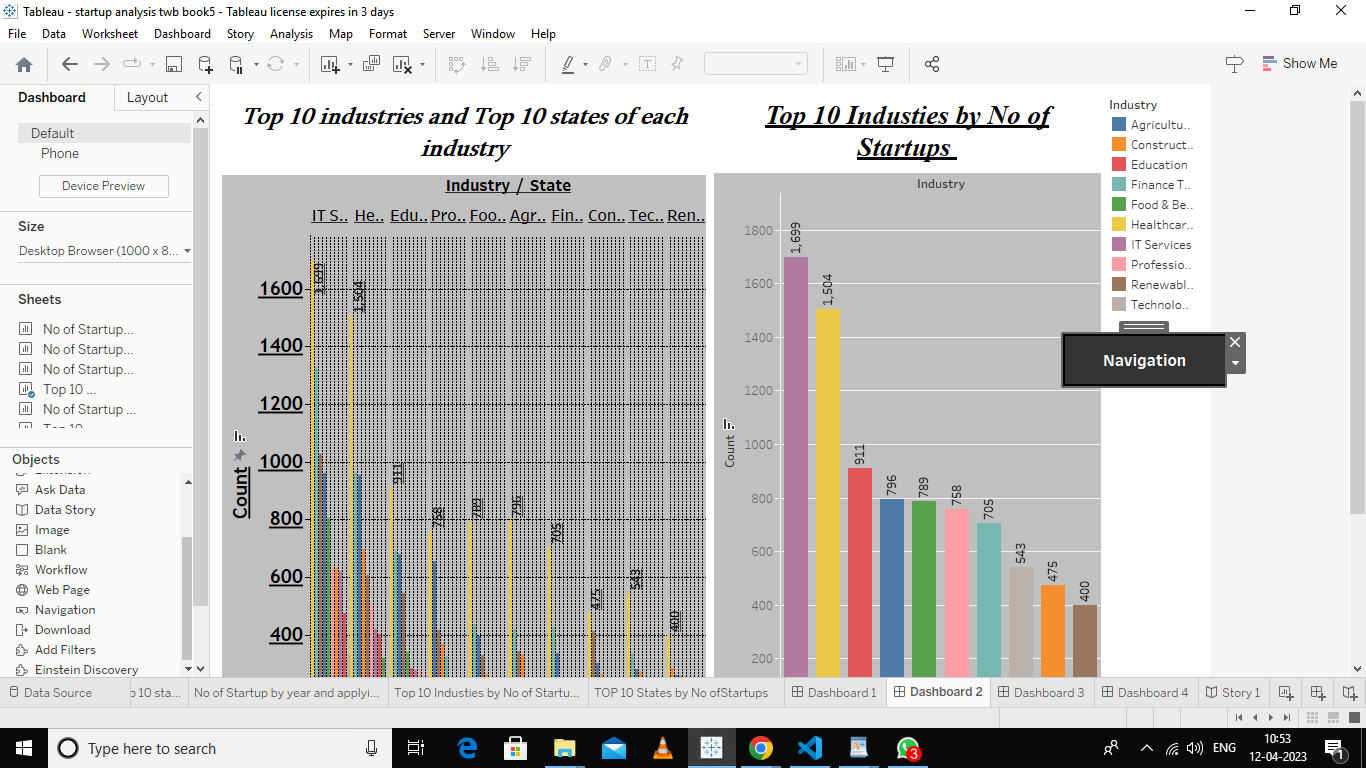 Tableau - startup analysis twb book5 - Tableau license expires in 3 days
File Data Worksheet Dashboard Story Analysis Map Format Server Window Help
Show Me
Dashboard Layout
Default
Phone
Device Preview
Size
Desktop Browser (1000 x 8...
Sheets
No of Startup...
No of Startup...
No of Startup...
Top 10 ...
No of Startup ...
Objects
Ask Data
Data Story
Image
Blank
Workflow
Web Page
Navigation
Download
Add Filters
Einstein Discovery
Top 10 industries and Top 10 states of each
industry
Industry / State
IT S.. He.. Edu.. Pro.. Foo.. Agr.. Fin.. Con.. Tec.. Ren..
Count
1600
1400
1200
1000
800
600
400
1,699
1,504
911
758
789
796
705
475
543
400
Top 10 Industies by No of
Startups
Industry
Count
1800
1600
1400
1200
1000
800
600
400
200
1,699
1,504
911
796
789
758
705
543
475
400
Industry
Agricultu..
Construct..
Education
Finance T..
Food & Be..
Healthcar..
IT Services
Professio..
Renewabl..
Technolo..
Navigation
Data Source
p 10 sta...
No of Startup by year and applyi...
Top 10 Industies by No of Startu...
TOP 10 States by No ofStartups
Dashboard 1
Dashboard 2
Dashboard 3
Dashboard 4
Story 1
Type here to search
3
ENG
10:53
12-04-2023
1